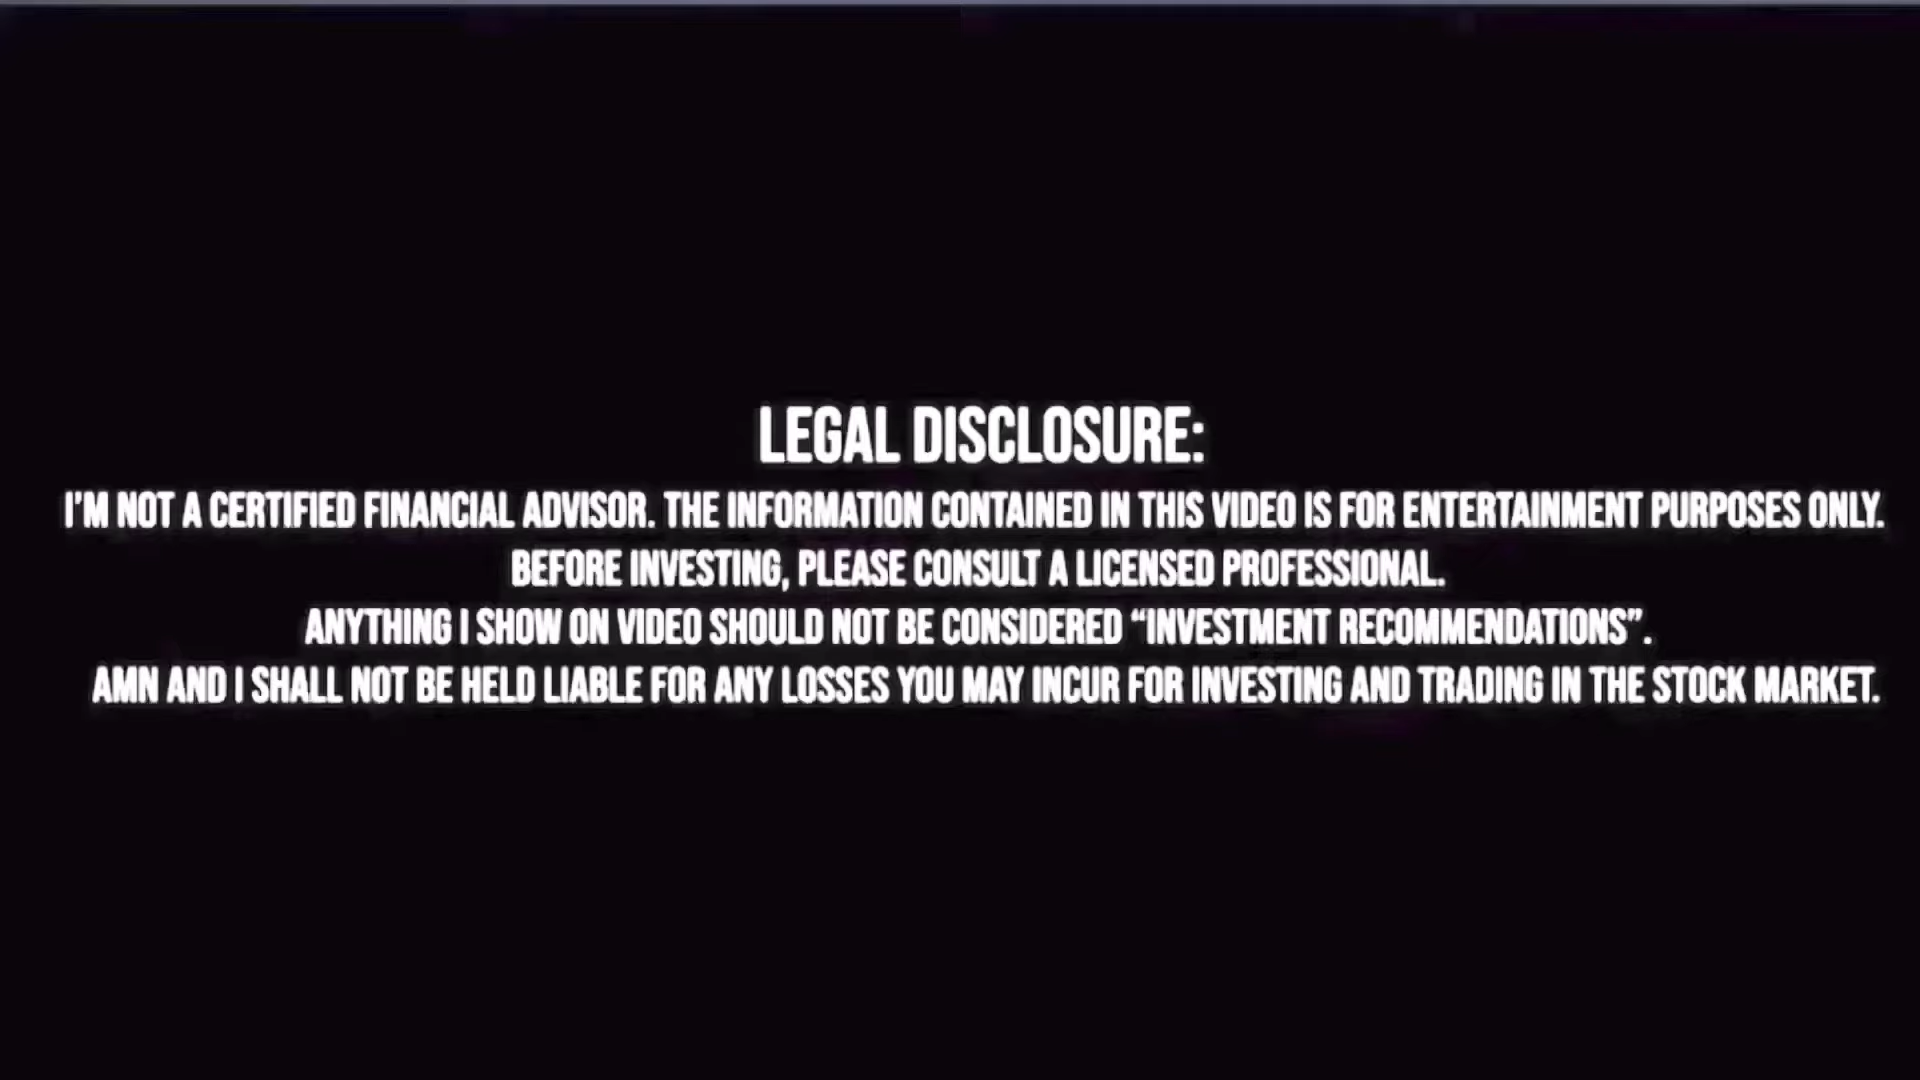 LEGAL DISCLOSURE:
I'M NOT A CERTIFIED FINANCIAL ADVISOR. THE INFORMATION CONTAINED IN THIS VIDEO IS FOR ENTERTAINMENT PURPOSES ONLY.
BEFORE INVESTING, PLEASE CONSULT A LICENSED PROFESSIONAL.
ANYTHING I SHOW ON VIDEO SHOULD NOT BE CONSIDERED “INVESTMENT RECOMMENDATIONS”.
AMN AND I SHALL NOT BE HELD LIABLE FOR ANY LOSSES YOU MAY INCUR FOR INVESTING AND TRADING IN THE STOCK MARKET.